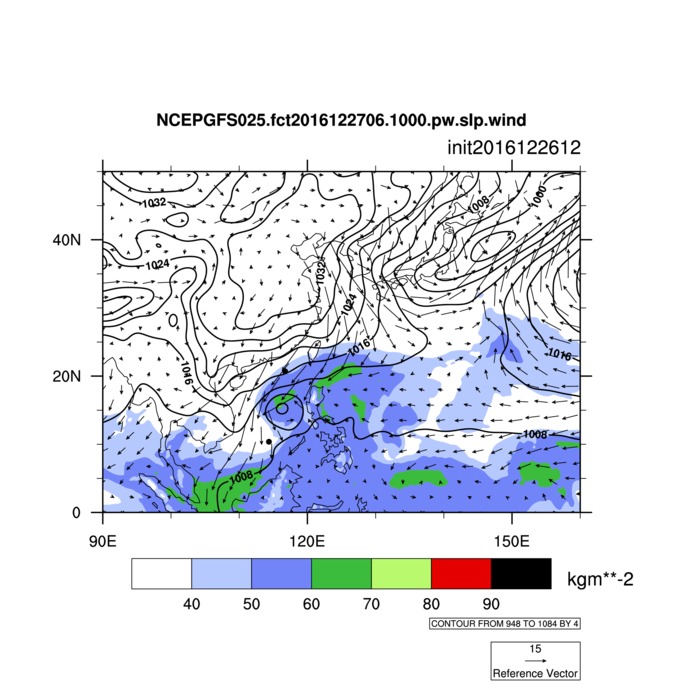 NCEPGFS025.fct2016122706.1000.pw.slp.wind
init2016122612
1032
1008
1000
40N
1024
1032
1024
1016
1016
1016
20N
1008
1008
0
90E 120E 150E
40 50 60 70 80 90
kgm**-2
CONTOUR FROM 948 TO 1084 BY 4
15
Reference Vector